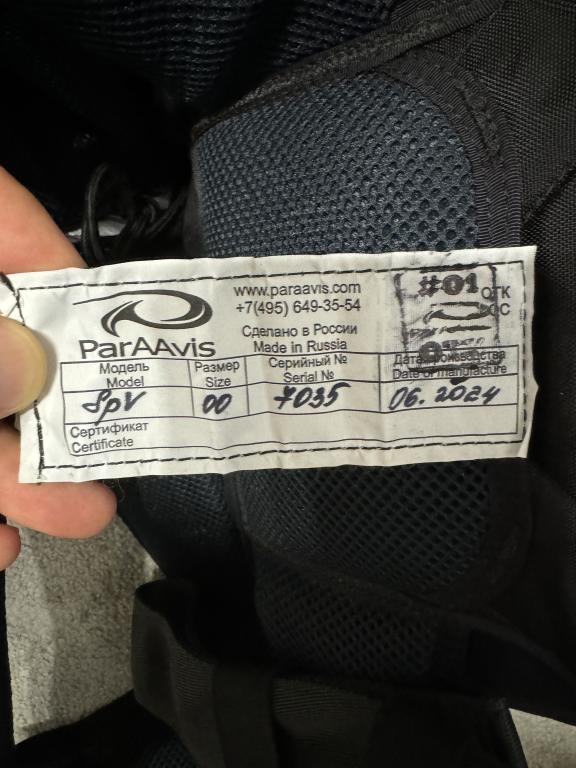 ParAAvis
www.paraavis.com
+7(495) 649-35-54
Сделано в России
Made in Russia
#01
ОТК
Модель
Model
Размер
Size
Серийный №
Serial №
Дата производства
Date of manufacture
SpV
00
7035
06.2024
Сертификат
Certificate